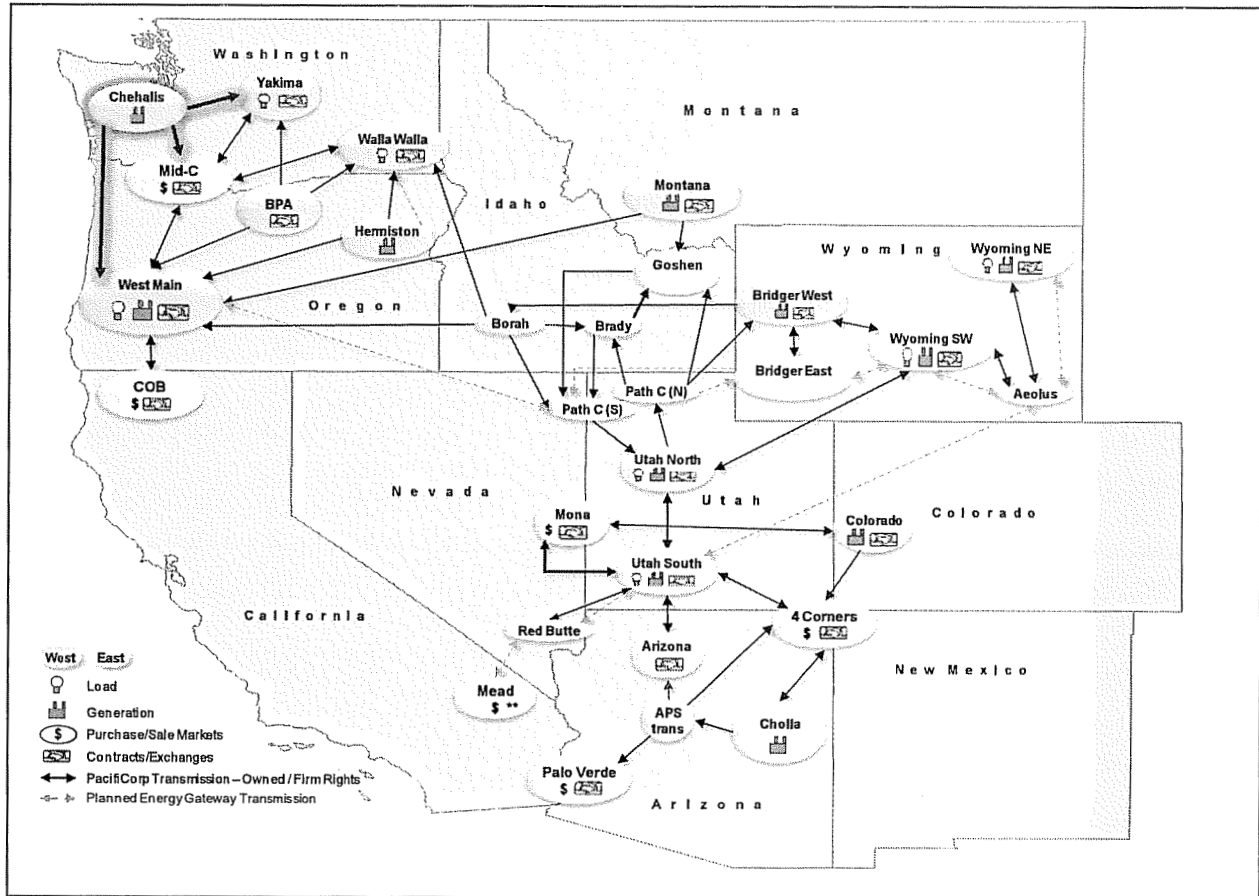 Washington
Yakima
Chehalis
Montana
Walla Walla
Mid-C
$
BPA
Idaho
Montana
Hermiston
Wyoming
Wyoming NE
Goshen
West Main
Oregon
Bridger West
Borah
Brady
Wyoming SW
Bridger East
COB
$
Path C (N)
Path C (S)
Aeolus
Utah North
Nevada
Utah
Mona
$
Colorado
Colorado
Utah South
California
4 Corners
$
Red Butte
Arizona
New Mexico
West East
Load
Mead
$ **
APS
trans
Cholla
Generation
$ Purchase/Sale Markets
Contracts/Exchanges
Palo Verde
$
PacifiCorp Transmission – Owned / Firm Rights
Planned Energy Gateway Transmission
Arizona